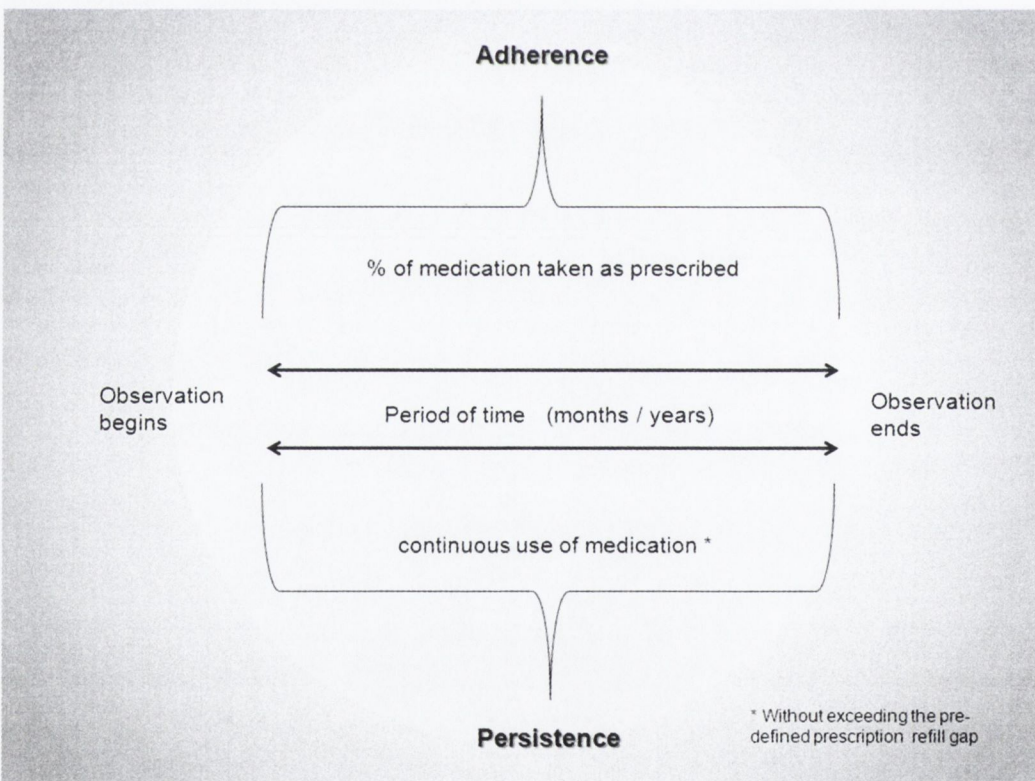 Adherence
% of medication taken as prescribed
Observation
begins
Period of time (months / years)
Observation
ends
continuous use of medication *
Persistence
* Without exceeding the pre-
defined prescription refill gap